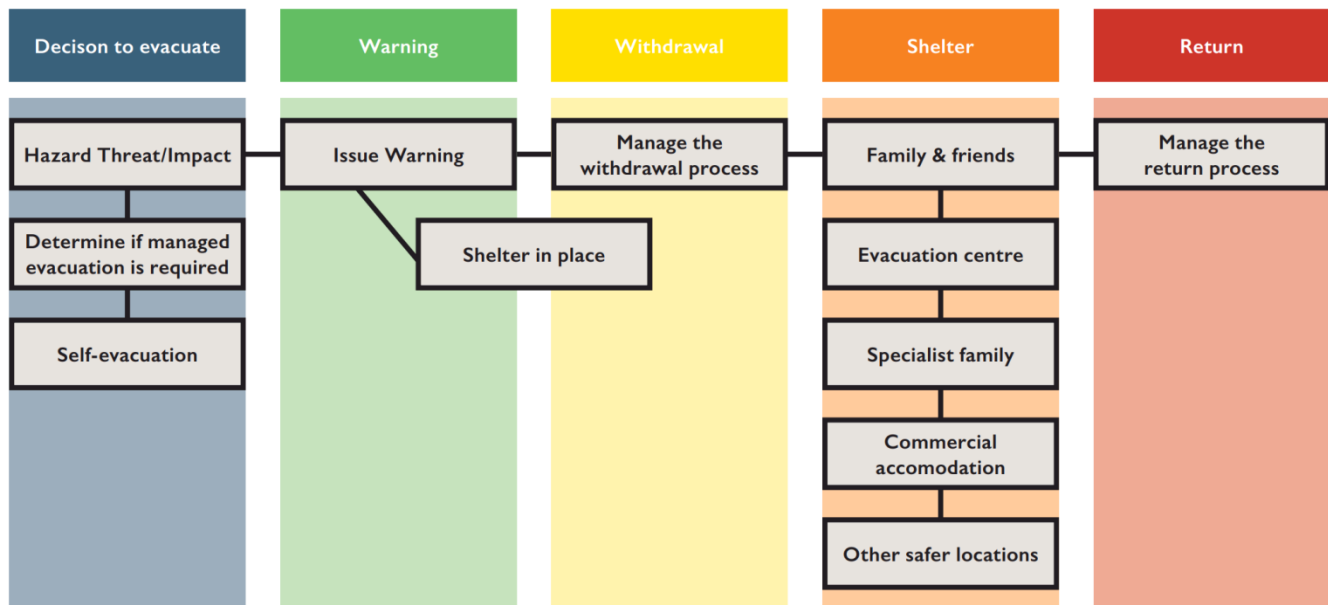 Decison to evacuate
Warning
Withdrawal
Shelter
Return
Hazard Threat/Impact
Issue Warning
Manage the
withdrawal process
Family & friends
Manage the
return process
Determine if managed
evacuation is required
Shelter in place
Evacuation centre
Self-evacuation
Specialist family
Commercial
accomodation
Other safer locations